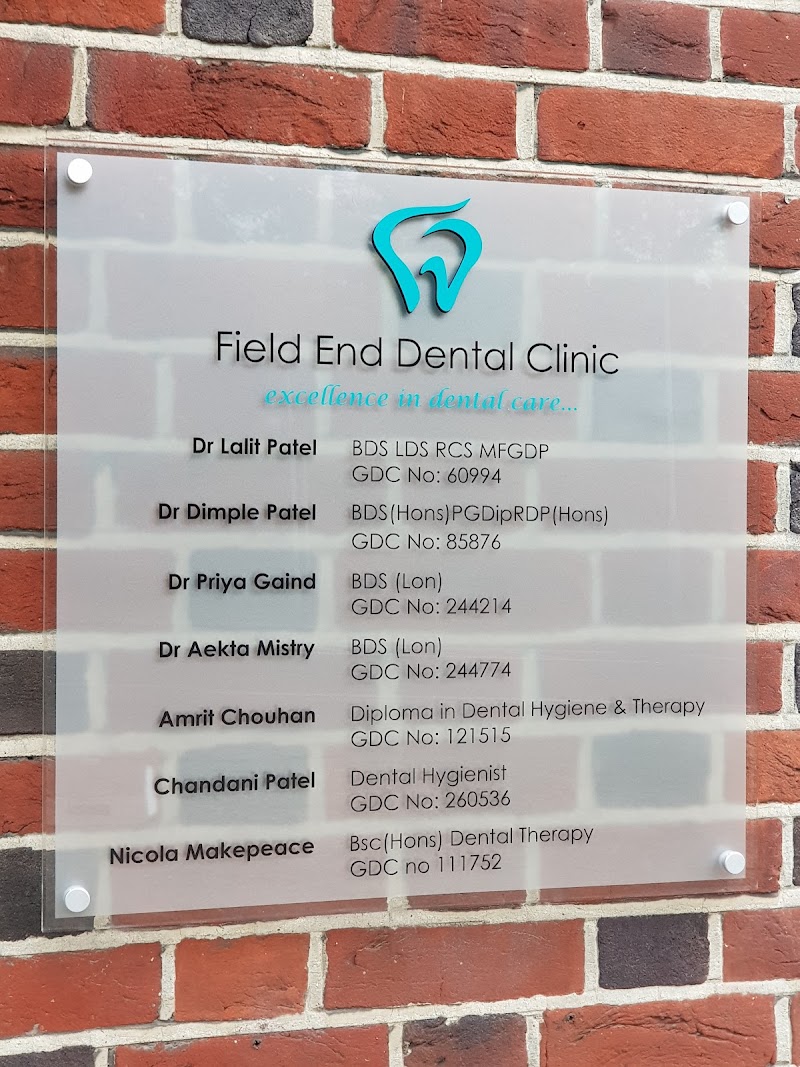 Field End Dental Clinic
excellence in dental care...
Dr Lalit Patel BDS LDS RCS MFGDP
GDC No: 60994
Dr Dimple Patel BDS(Hons)PGDipRDP(Hons)
GDC No: 85876
Dr Priya Gaind BDS (Lon)
GDC No: 244214
Dr Aekta Mistry BDS (Lon)
GDC No: 244774
Amrit Chouhan Diploma in Dental Hygiene & Therapy
GDC No: 121515
Chandani Patel Dental Hygienist
GDC No: 260536
Nicola Makepeace Bsc(Hons) Dental Therapy
GDC no 111752